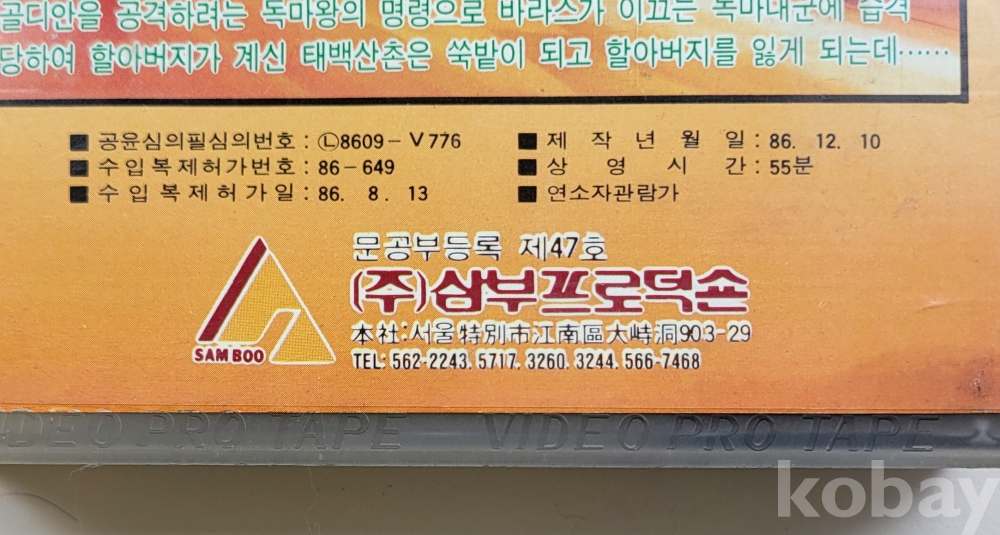 골디안을 공격하려는 독마왕의 명령으로 바라스가 이끄는 독마대군에 습격
당하여 할아버지가 계신 태백산촌은 쑥밭이 되고 할아버지를 잃게 되는데……
■ 공윤심의필심의번호 : Ⓛ8609-V776
■ 수입복제허가번호 : 86-649
■ 수입복제허가일 : 86. 8. 13
■ 제작년월일 : 86. 12. 10
■ 상영시간 : 55분
■ 연소자관람가
문공부등록 제47호
(주)삼부프로덕숀
SAM BOO
本社:서울特別市江南區大峙洞903-29
TEL: 562-2243. 5717. 3260. 3244. 566-7468
VIDEO PRO TAPE VIDEO PRO TAPE
kobay